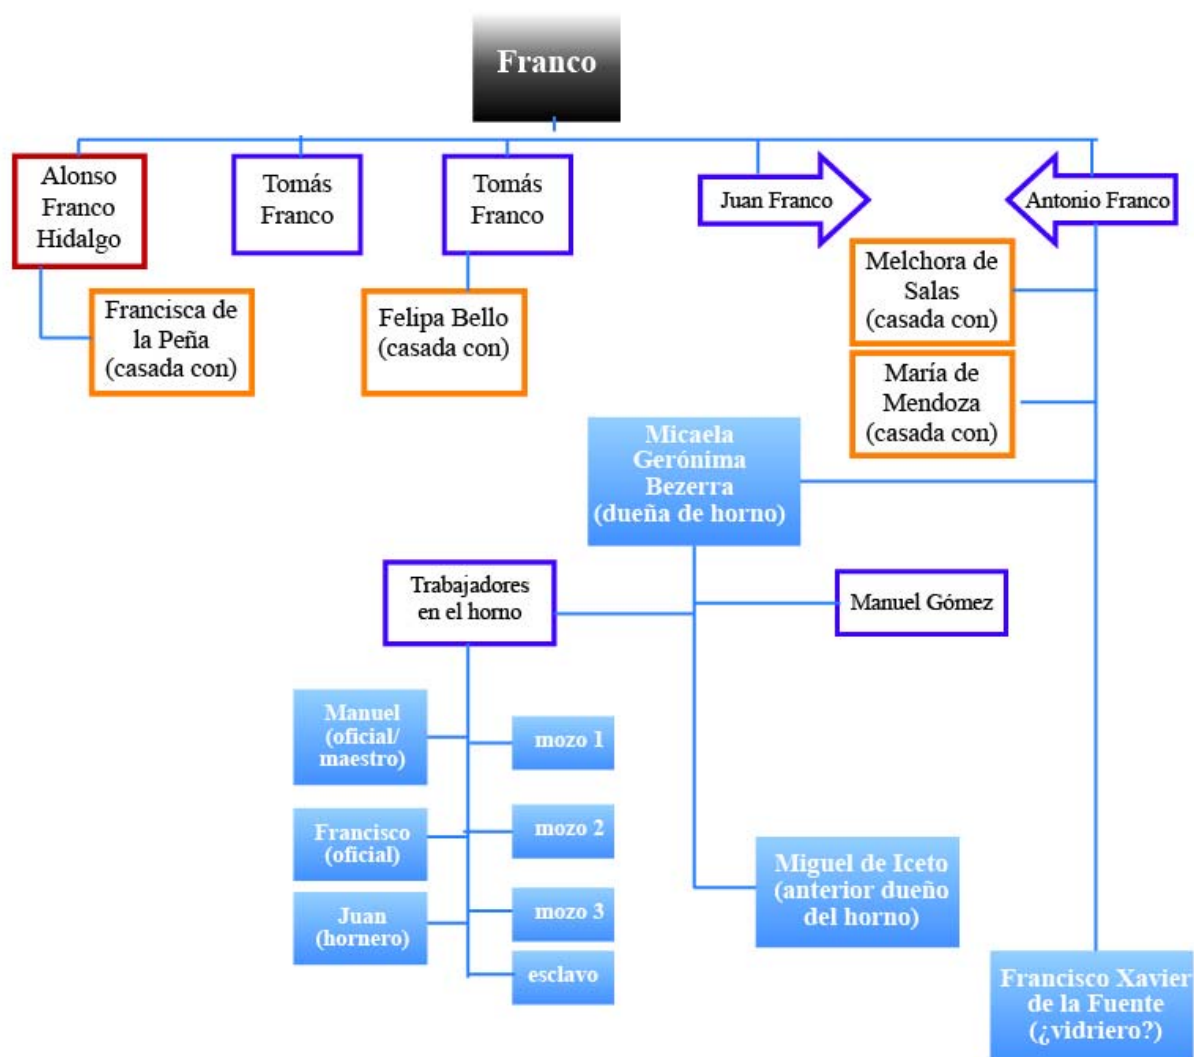 Franco
Alonso
Franco
Hidalgo
Tomás
Franco
Tomás
Franco
Juan Franco
Antonio Franco
Francisca de
la Peña
(casada con)
Felipa Bello
(casada con)
Melchora de
Salas
(casada con)
María de
Mendoza
(casada con)
Micaela
Gerónima
Bezerra
(dueña de horno)
Trabajadores
en el horno
Manuel Gómez
Manuel
(oficial/
maestro)
mozo 1
Francisco
(oficial)
mozo 2
Juan
(hornero)
mozo 3
esclavo
Miguel de Iceto
(anterior dueño
del horno)
Francisco Xavier
de la Fuente
(¿vidriero?)